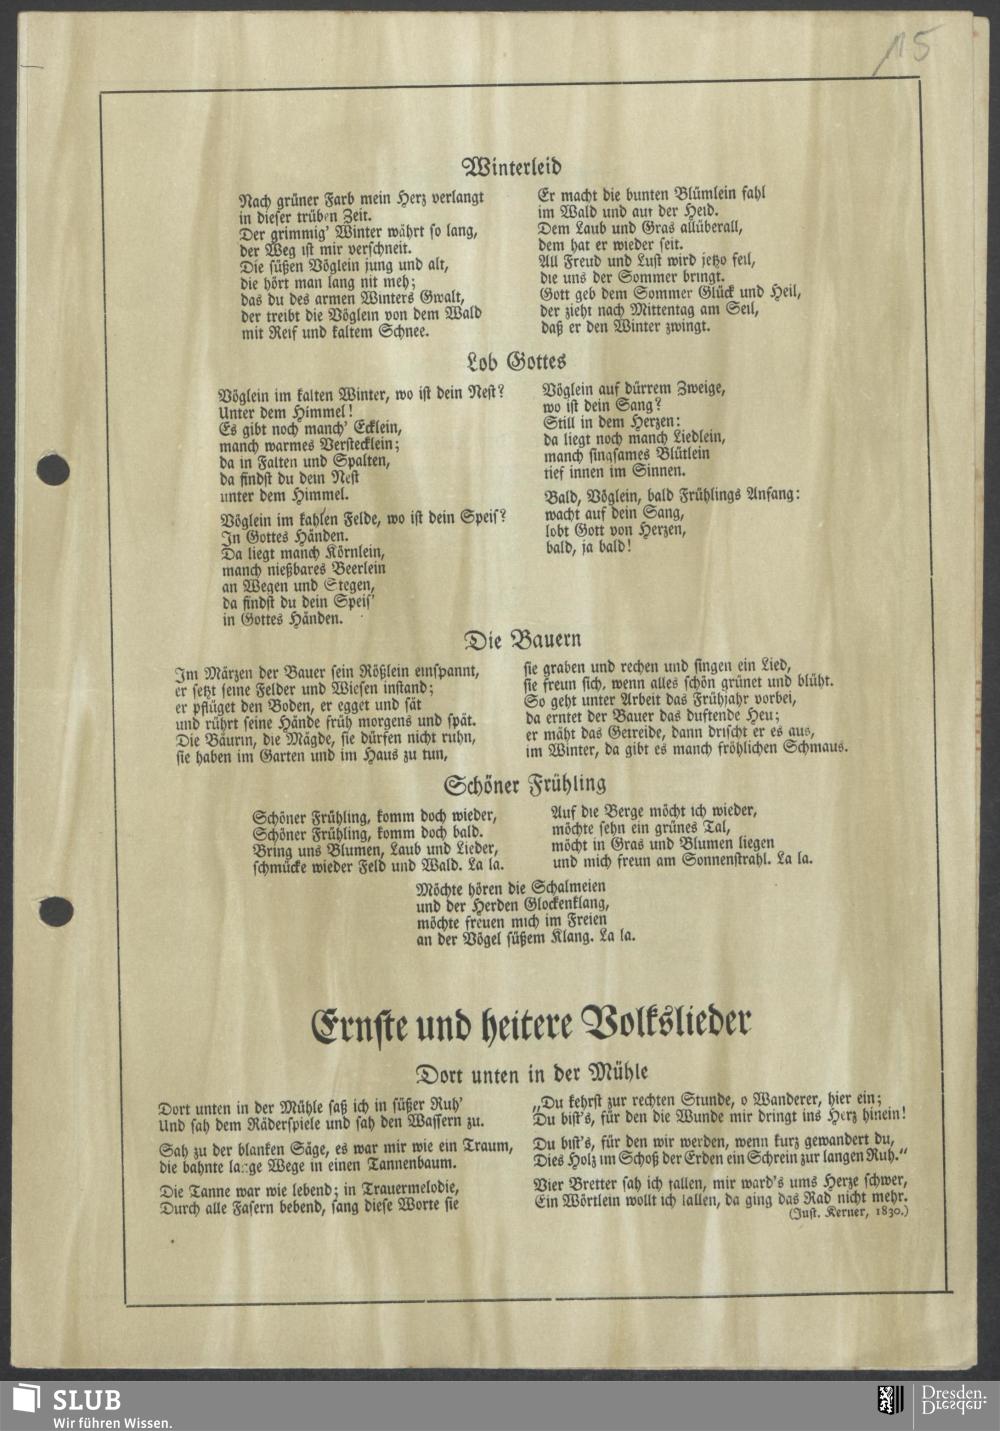 115
Winterleid
Nach grüner Farb mein Herz verlangt
in dieser trüben Zeit.
Der grimmig' Winter währt so lang,
der Weg ist mir verschneit.
Die süßen Vöglein jung und alt,
die hört man lang nit meh;
das du des armen Winters Gwalt,
der treibt die Vöglein von dem Wald
mit Reif und kaltem Schnee.
Er macht die bunten Blümlein fahl
im Wald und auf der Heid.
Dem Laub und Gras allüberall,
dem hat er wieder seit.
All Freud und Lust wird jetzo feil,
die uns der Sommer bringt.
Gott geb dem Sommer Glück und Heil,
der zieht nach Mittentag am Seil,
daß er den Winter zwingt.
Lob Gottes
Vöglein im kalten Winter, wo ist dein Nest?
Unter dem Himmel!
Es gibt noch manch' Ecklein,
manch warmes Verstecklein;
da in Falten und Spalten,
da findst du dein Nest
unter dem Himmel.
Vöglein im kahlen Felde, wo ist dein Speis?
In Gottes Händen.
Da liegt manch Körnlein,
manch nießbares Beerlein
an Wegen und Stegen,
da findst du dein Speis'
in Gottes Händen.
Vöglein auf dürrem Zweige,
wo ist dein Sang?
Still in dem Herzen:
da liegt noch manch Liedlein,
manch singsames Blütlein
tief innen im Sinnen.
Bald, Vöglein, bald Frühlings Anfang:
wacht auf dein Sang,
lobt Gott von Herzen,
bald, ja bald!
Die Bauern
Im Märzen der Bauer sein Rößlein einspannt,
er setzt seine Felder und Wiesen instand;
er pflüget den Boden, er egget und sät
und rührt seine Hände früh morgens und spät.
Die Bäurin, die Mägde, sie dürfen nicht ruhn,
sie haben im Garten und im Haus zu tun,
sie graben und rechen und singen ein Lied,
sie freun sich, wenn alles schön grünet und blüht.
So geht unter Arbeit das Frühjahr vorbei,
da erntet der Bauer das duftende Heu;
er mäht das Getreide, dann drischt er es aus,
im Winter, da gibt es manch fröhlichen Schmaus.
Schöner Frühling
Schöner Frühling, komm doch wieder,
Schöner Frühling, komm doch bald.
Bring uns Blumen, Laub und Lieder,
schmücke wieder Feld und Wald. La la.
Auf die Berge möcht ich wieder,
möchte sehn ein grünes Tal,
möcht in Gras und Blumen liegen
und mich freun am Sonnenstrahl. La la.
Möchte hören die Schalmeien
und der Herden Glockenklang,
möchte freuen mich im Freien
an der Vögel süßem Klang. La la.
Ernste und heitere Volkslieder
Dort unten in der Mühle
Dort unten in der Mühle saß ich in süßer Ruh'
Und sah dem Räderspiele und sah den Wassern zu.
Sah zu der blanken Säge, es war mir wie ein Traum,
die bahnte lange Wege in einen Tannenbaum.
Die Tanne war wie lebend; in Trauermelodie,
Durch alle Fasern bebend, sang diese Worte sie
„Du kehrst zur rechten Stunde, o Wanderer, hier ein;
Du bist's, für den die Wunde mir dringt ins Herz hinein!
Du bist's, für den wir werden, wenn kurz gewandert du,
Dies Holz im Schoß der Erden ein Schrein zur langen Ruh.“
Vier Bretter sah ich fallen, mir ward's ums Herze schwer,
Ein Wörtlein wollt ich lallen, da ging das Rad nicht mehr.
(Just. Kerner, 1830.)
SLUB
Wir führen Wissen.
Dresden.
Dresden.